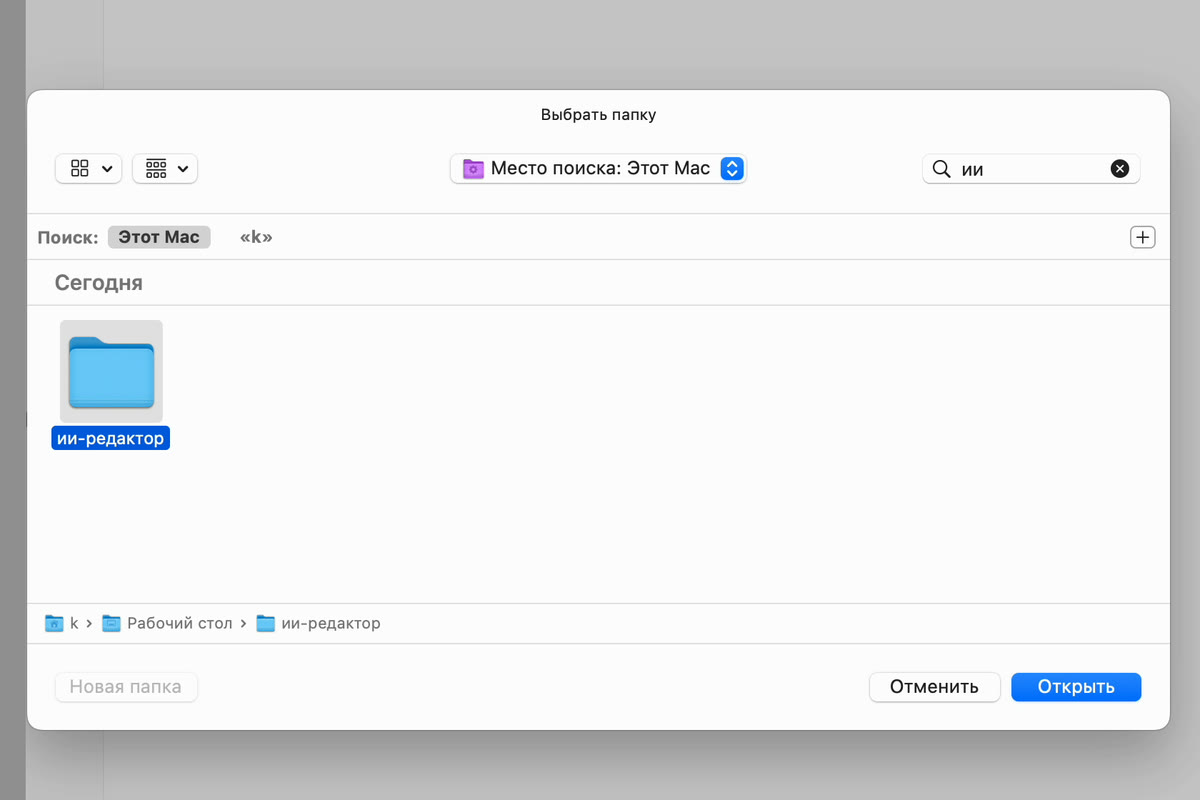 Выбрать папку
Место поиска: Этот Mac
ии
Поиск: Этот Mac «k»
Сегодня
ии-редактор
k › Рабочий стол › ии-редактор
Новая папка
Отменить
Открыть